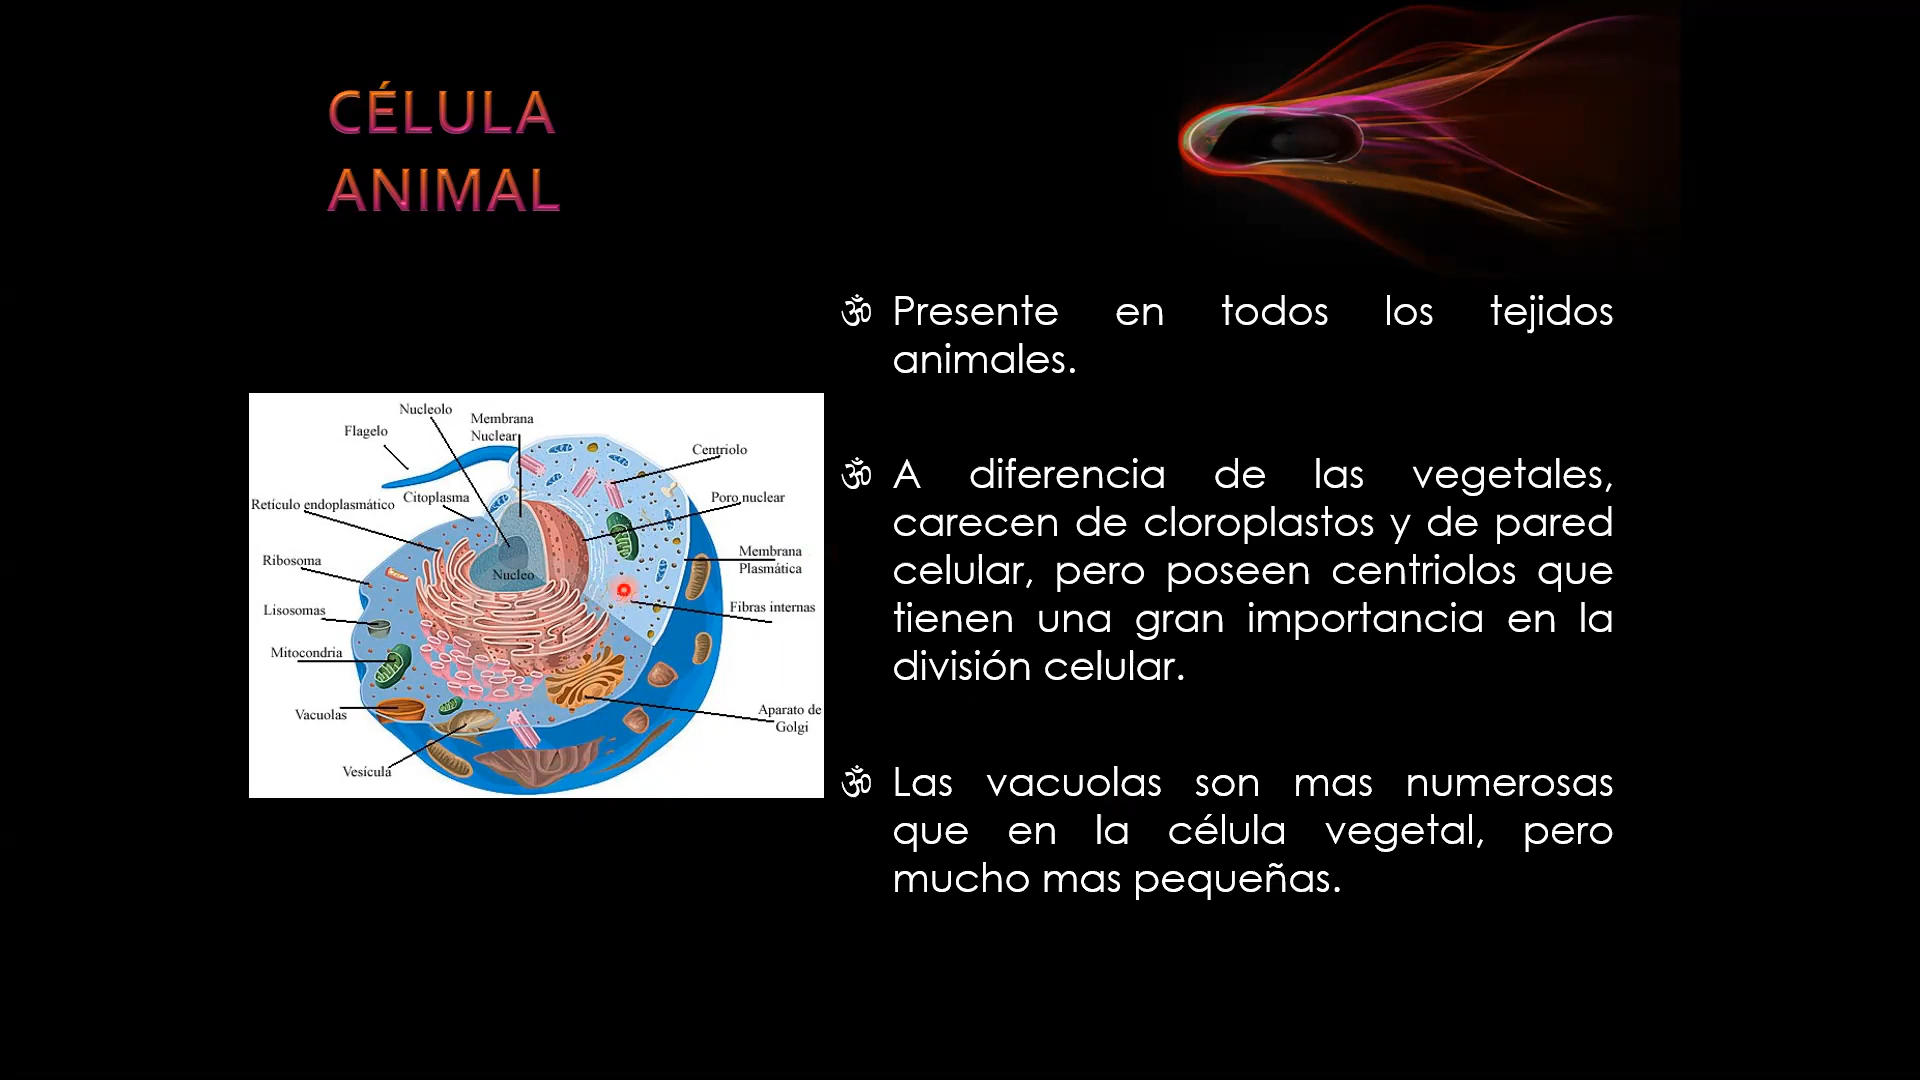 CÉLULA
ANIMAL
ॐ Presente en todos los tejidos
animales.
ॐ A diferencia de las vegetales,
carecen de cloroplastos y de pared
celular, pero poseen centriolos que
tienen una gran importancia en la
división celular.
ॐ Las vacuolas son mas numerosas
que en la célula vegetal, pero
mucho mas pequeñas.
Nucleolo
Membrana
Nuclear
Flagelo
Centriolo
Citoplasma
Poro nuclear
Retículo endoplasmático
Membrana
Plasmática
Ribosoma
Nucleo
Fibras internas
Lisosomas
Mitocondria
Vacuolas
Aparato de
Golgi
Vesícula